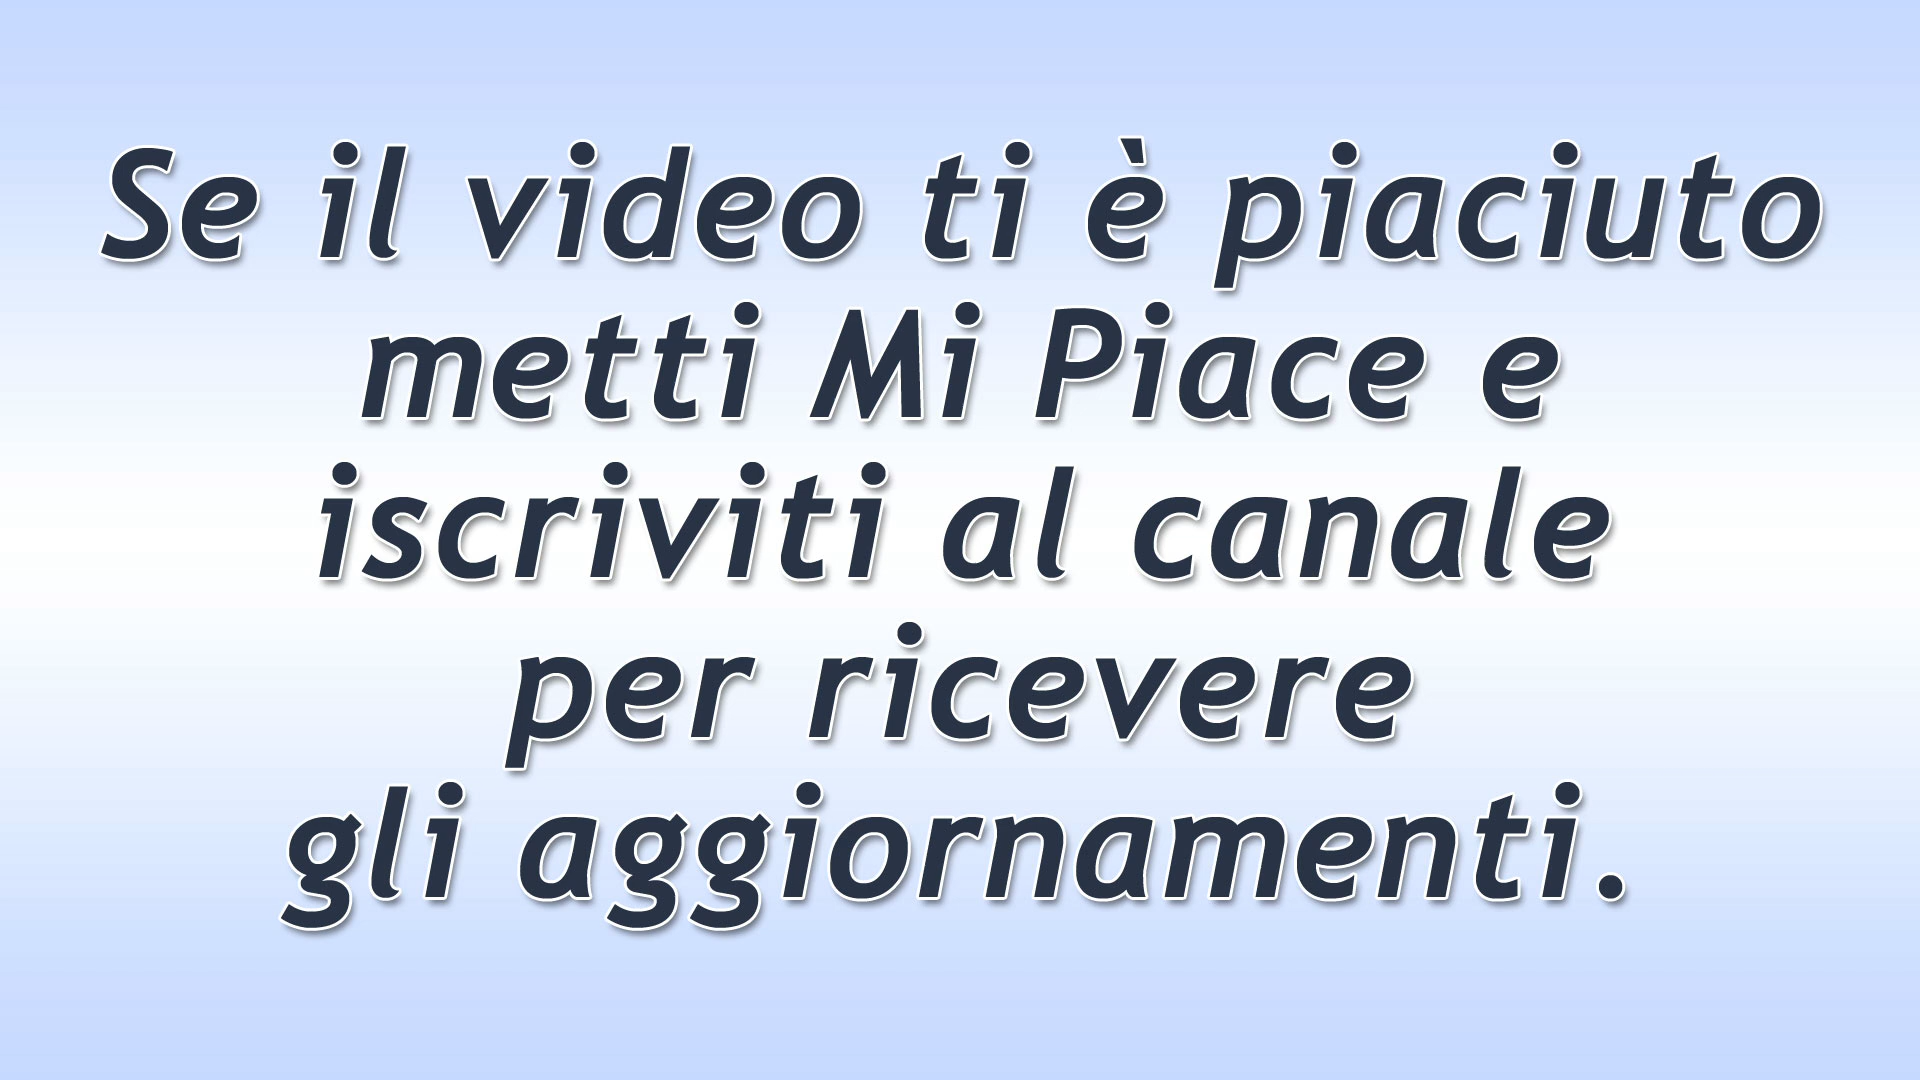 Se il video ti è piaciuto
metti Mi Piace e
iscriviti al canale
per ricevere
gli aggiornamenti.